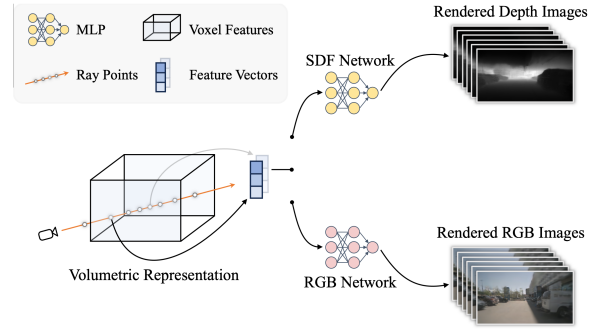 MLP
Voxel Features
Ray Points
Feature Vectors
Rendered Depth Images
SDF Network
Volumetric Representation
Rendered RGB Images
RGB Network